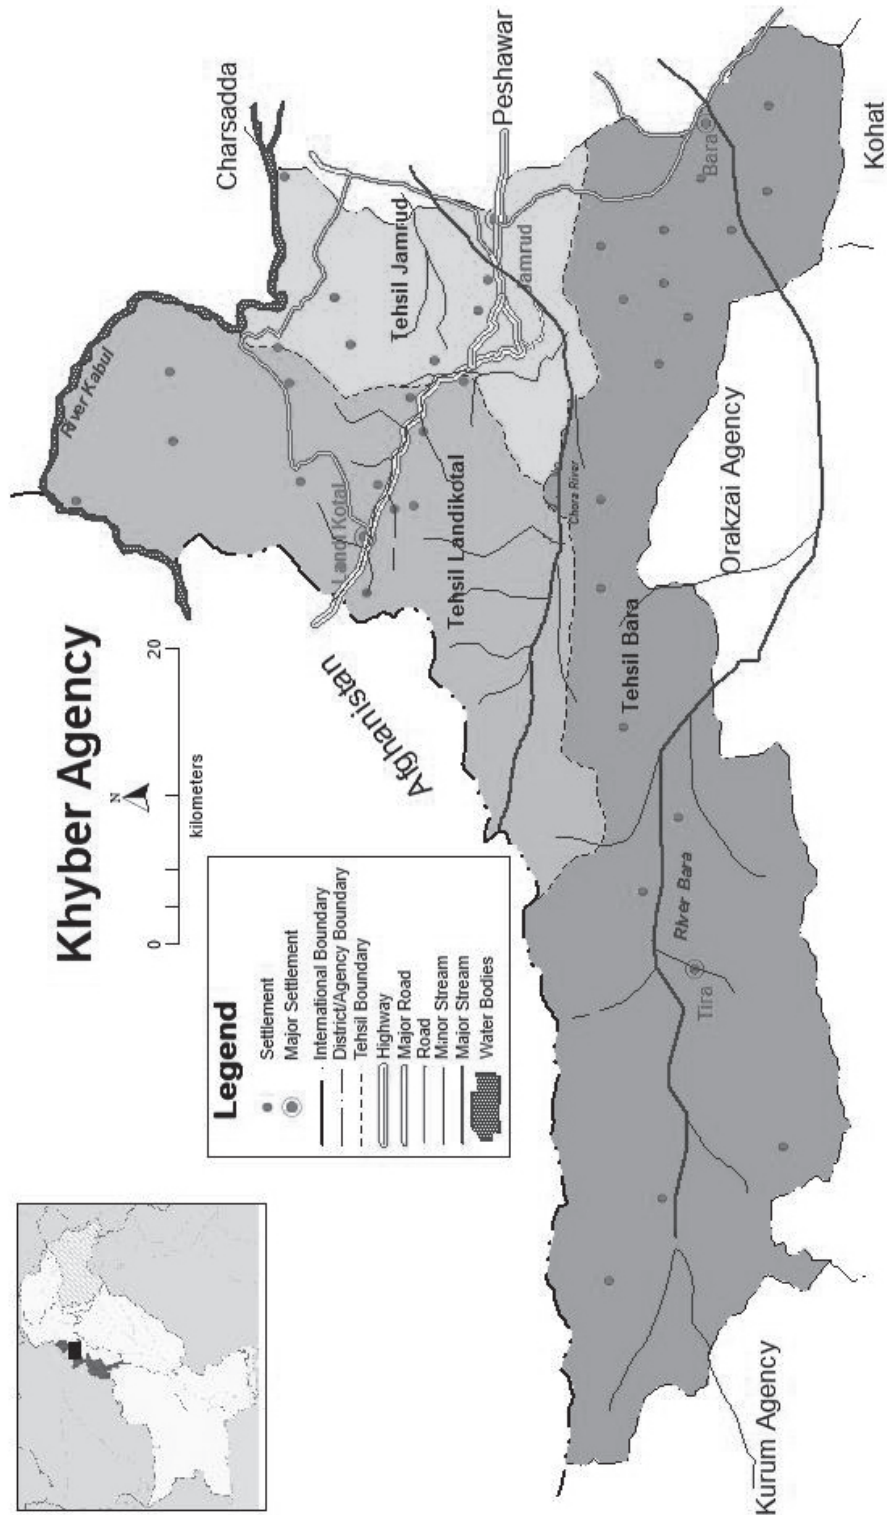 Khyber Agency
N
0
20
kilometers
Legend
Settlement
Major Settlement
International Boundary
District/Agency Boundary
Tehsil Boundary
Highway
Major Road
Road
Minor Stream
Major Stream
Water Bodies
River Kabul
Charsadda
Landi Kotal
Tehsil Jamrud
Peshawar
Jamrud
Afghanistan
Tehsil Landikotal
Chora River
Bara
Tehsil Bara
Orakzai Agency
Kohat
River Bara
Tira
Kurum Agency